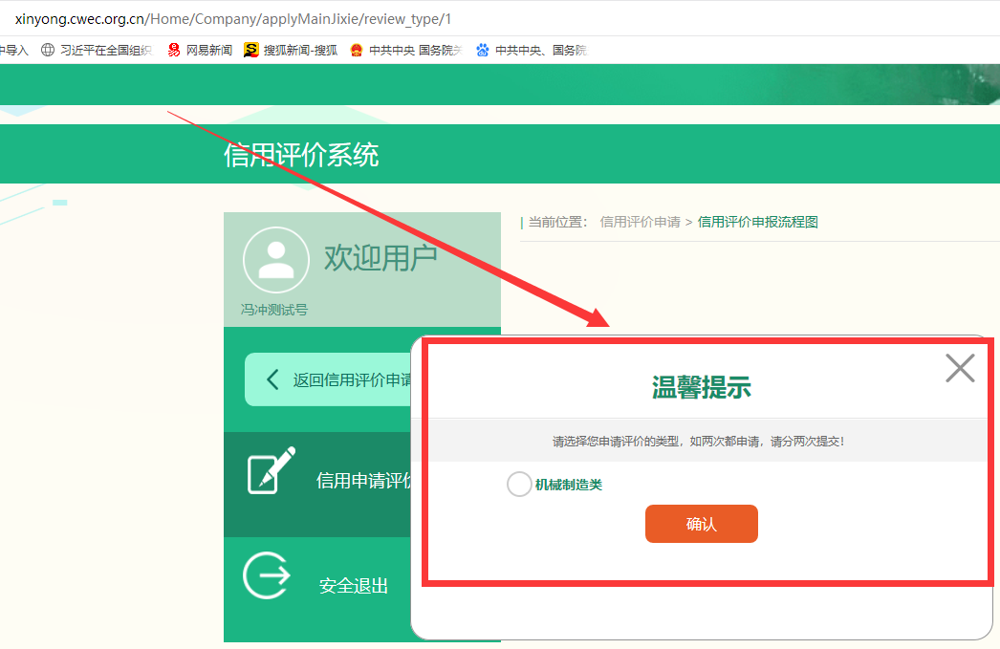 xinyong.cwec.org.cn/Home/Company/applyMainJixie/review_type/1
中导入 习近平在全国组织 网易新闻 搜狐新闻-搜狐 中共中央 国务院关 中共中央、国务院
信用评价系统
当前位置： 信用评价申请 > 信用评价申报流程图
欢迎用户
冯冲测试号
返回信用评价申请
温馨提示
请选择您申请评价的类型，如两次都申请，请分两次提交！
信用申请评价
机械制造类
确认
安全退出